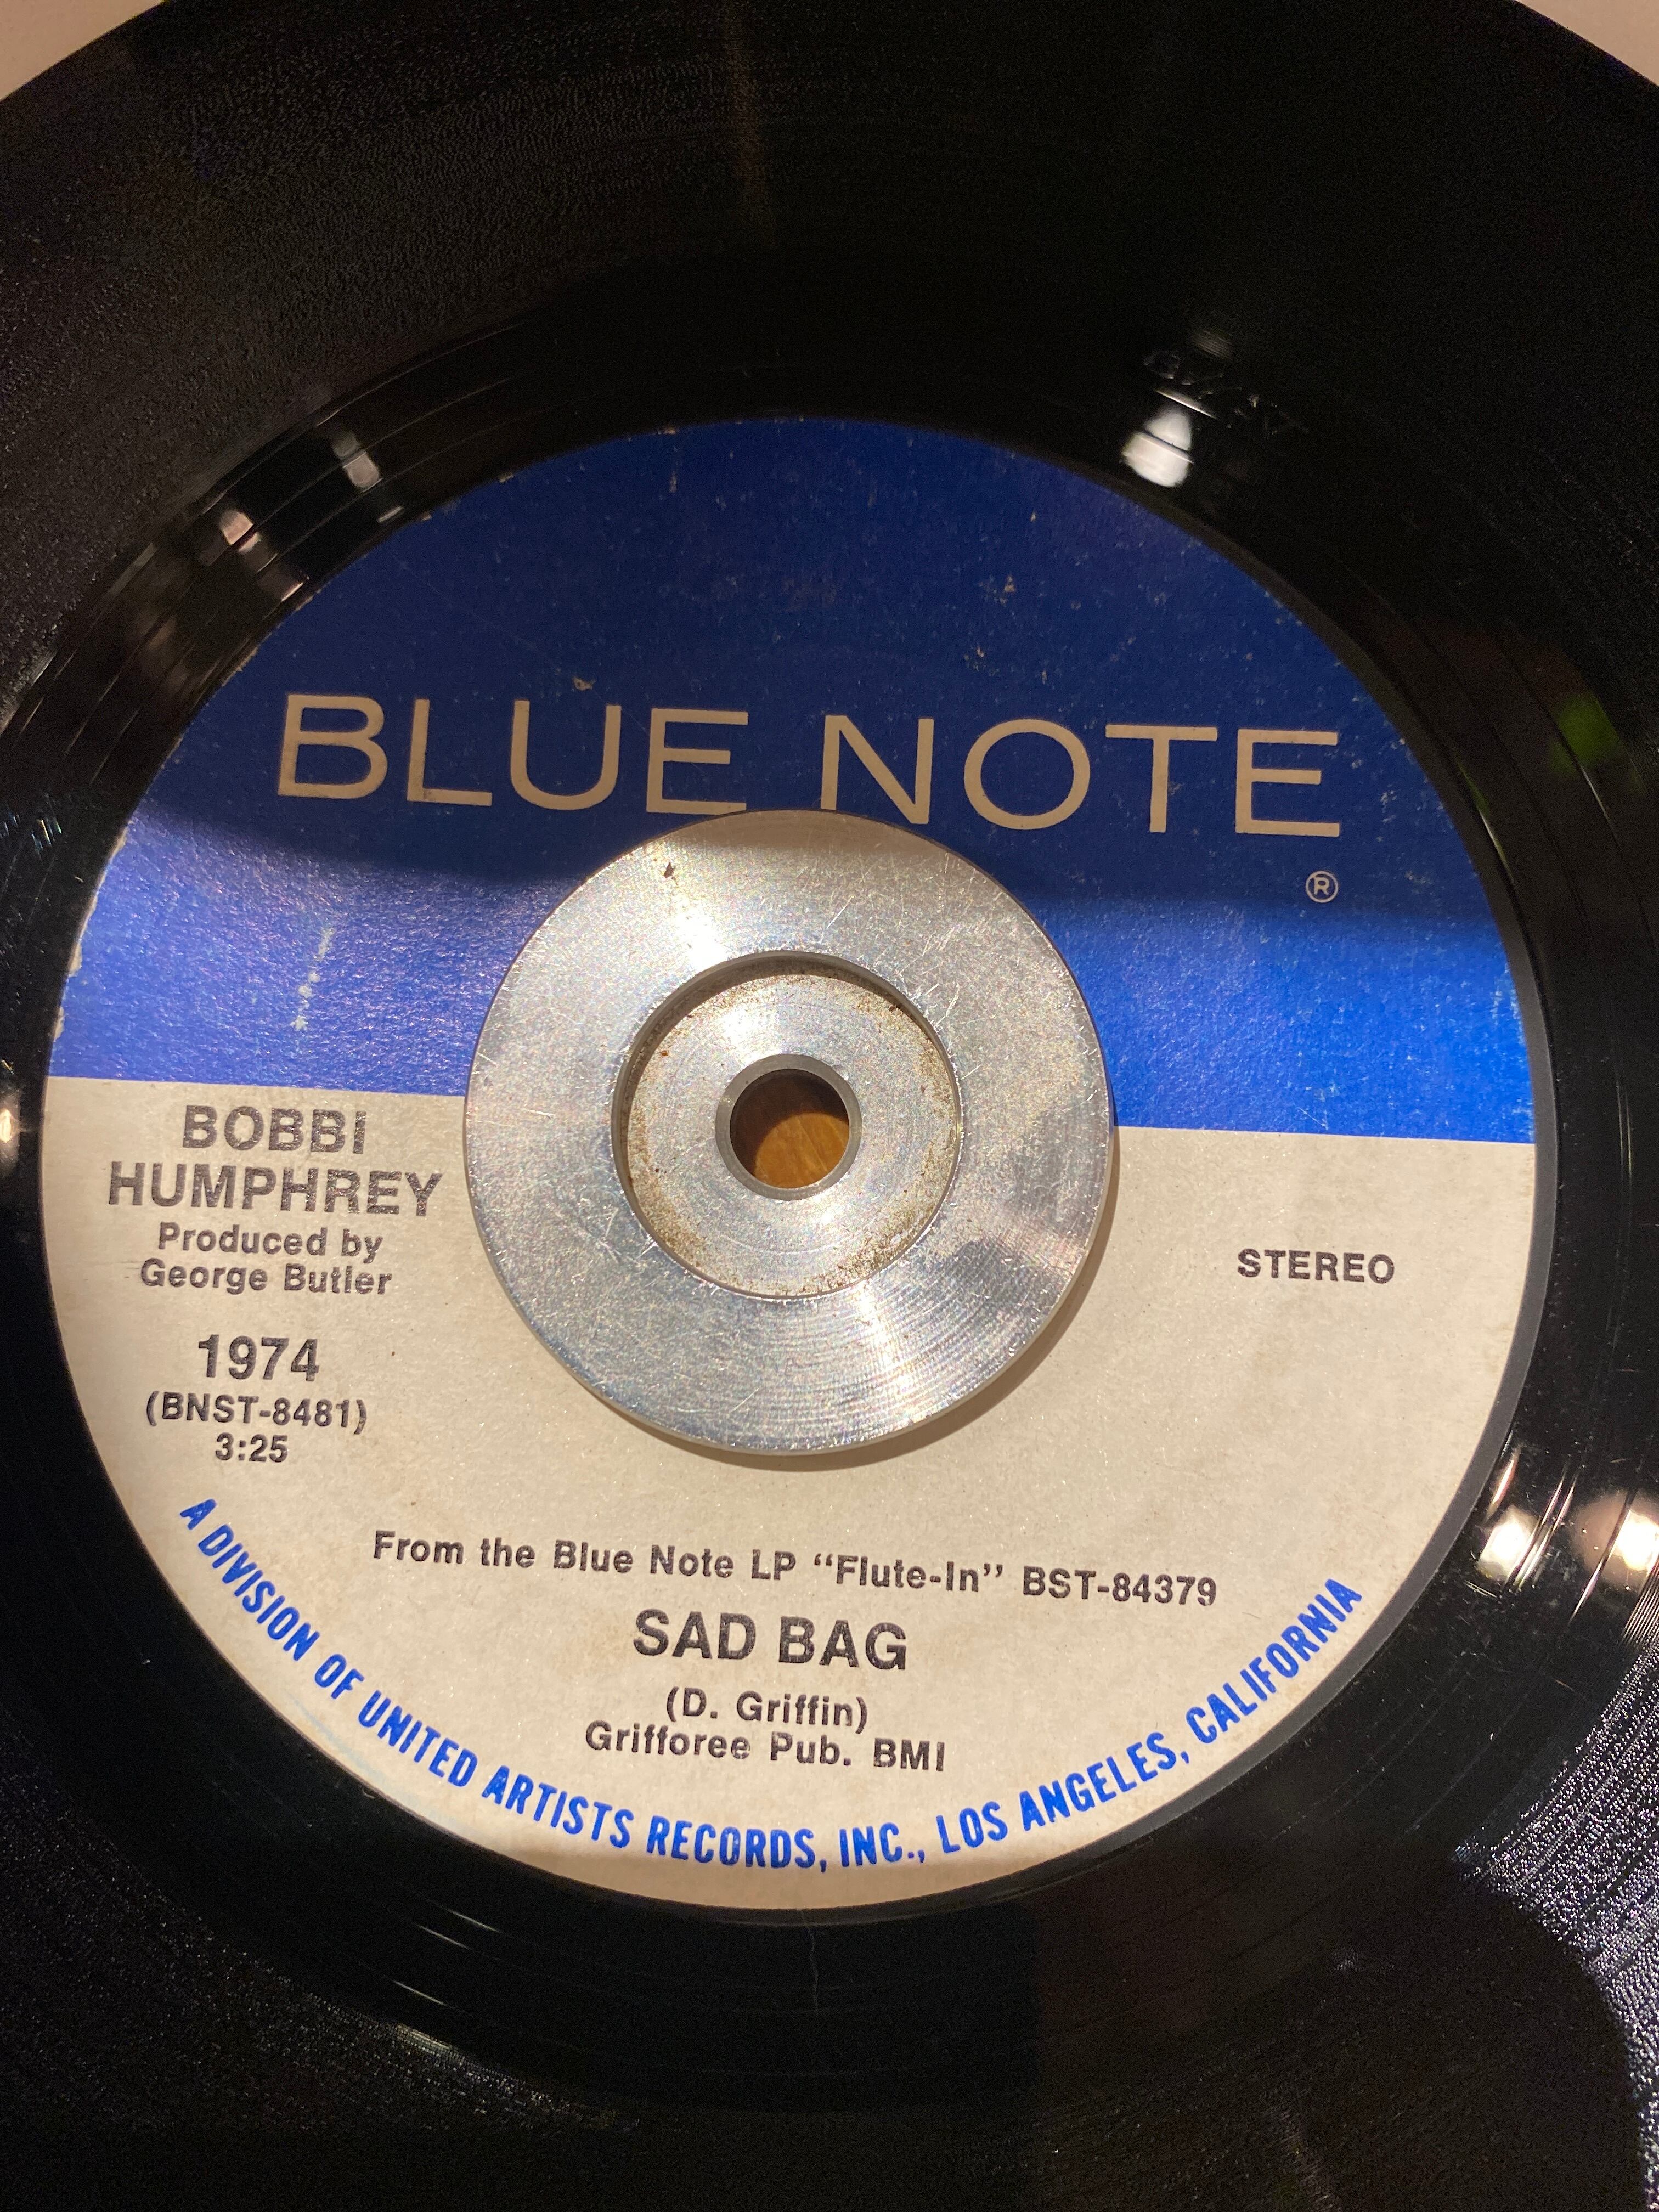 BLUE NOTE
®
BOBBI
HUMPHREY
Produced by
George Butler
1974
(BNST-8481)
3:25
STEREO
From the Blue Note LP “Flute-In” BST-84379
SAD BAG
(D. Griffin)
Grifforee Pub. BMI
A DIVISION OF UNITED ARTISTS RECORDS, INC., LOS ANGELES, CALIFORNIA